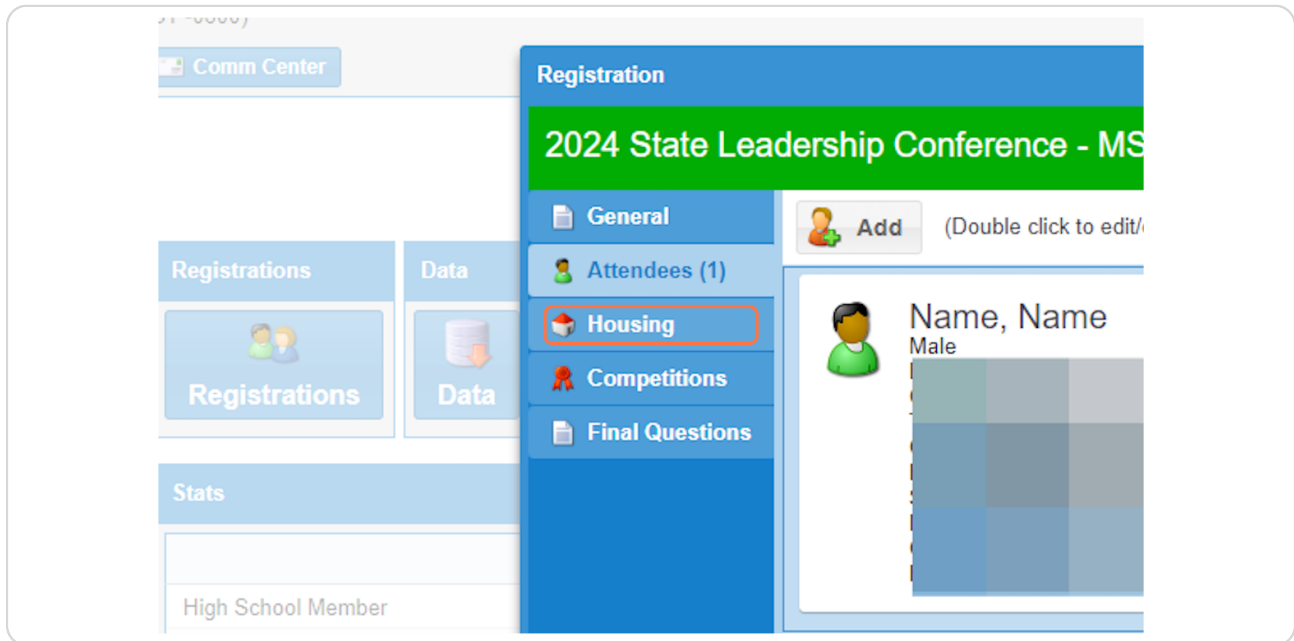 Comm Center
Registration
2024 State Leadership Conference - MS
General
Add
(Double click to edit/
Attendees (1)
Registrations
Data
Housing
Name, Name
Male
Competitions
Registrations
Data
Final Questions
Stats
High School Member